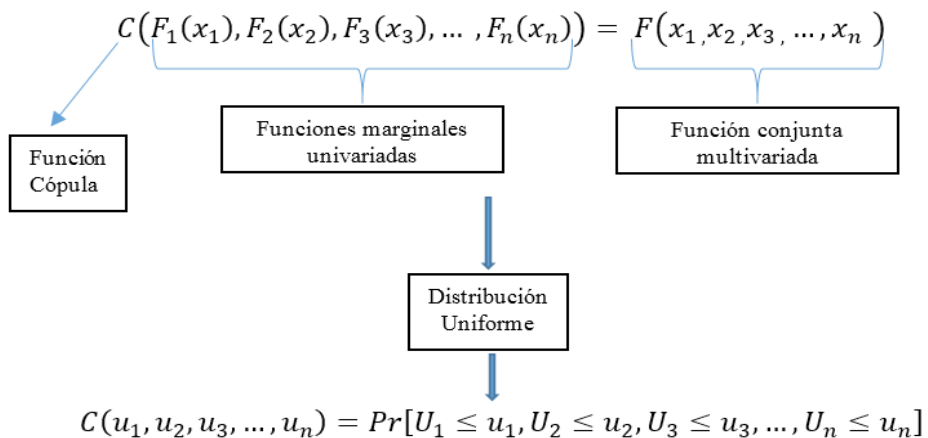 C(F₁(x₁), F₂(x₂), F₃(x₃), … , Fₙ(xₙ)) = F(x₁,x₂,x₃, …,xₙ)
Funciones marginales
univariadas
Función conjunta
multivariada
Función
Cópula
Distribución
Uniforme
C(u₁, u₂, u₃, …, uₙ) = Pr[U₁ ≤ u₁, U₂ ≤ u₂, U₃ ≤ u₃, …, Uₙ ≤ uₙ]